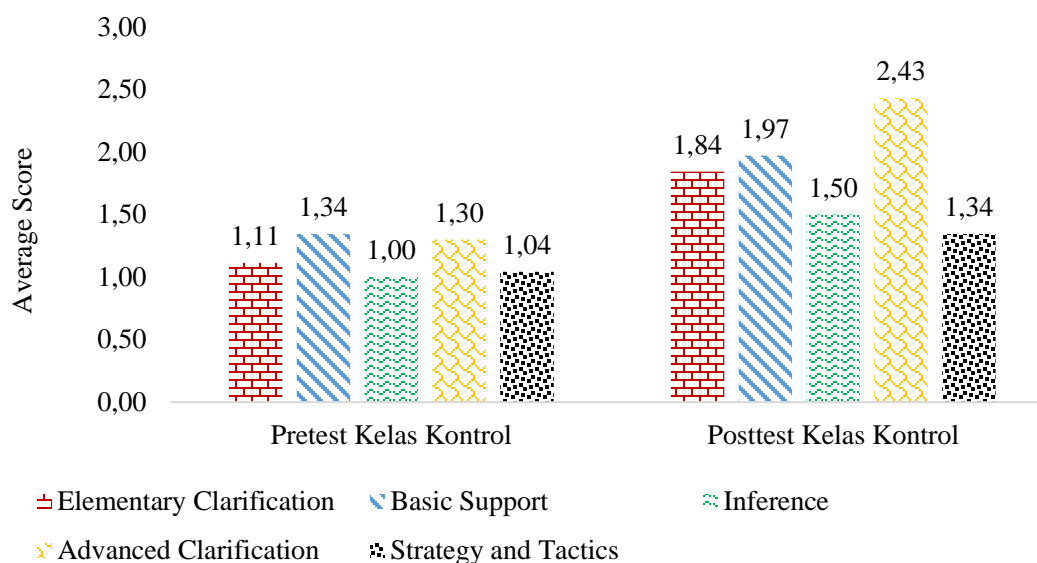 3,00
2,50
2,00
1,50
1,00
0,50
0,00
Average Score
1,11
1,34
1,00
1,30
1,04
1,84
1,97
1,50
2,43
1,34
Pretest Kelas Kontrol
Posttest Kelas Kontrol
Elementary Clarification
Basic Support
Inference
Advanced Clarification
Strategy and Tactics